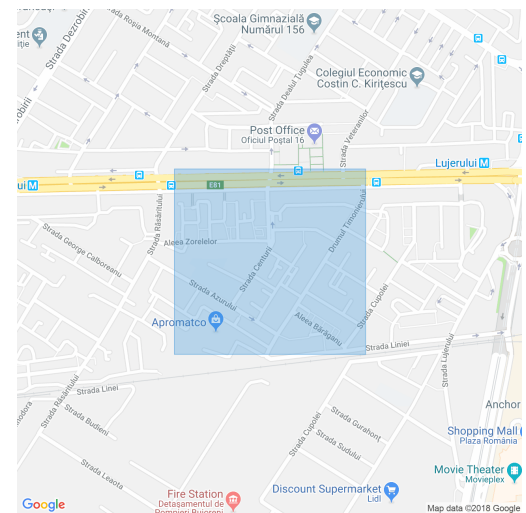 Școala Gimnazială
Numărul 156
Strada Dezrobirii
Strada Roșia Montană
Strada Dreptății
Strada Dealul Țugulea
Colegiul Economic
Costin C. Kirițescu
Post Office
Oficiul Poștal 16
Strada Veteranilor
Lujerului
E81
Strada Răsăritului
Aleea Zorelelor
Drumul Timonierului
Strada George Calboreanu
Strada Centurii
Strada Azurului
Strada Cupolei
Apromatco
Aleea Bărăganu
Strada Liniei
Strada Lujerului
Strada Liniei
Strada Răsăritului
Strada Budieni
Strada Cupolei
Strada Gurahont
Strada Sudului
Strada Leaota
Anchor
Shopping Mall
Plaza România
Movie Theater
Movieplex
Fire Station
Detașamentul de
Pompieri Bujoreni
Discount Supermarket
Lidl
Google
Map data ©2018 Google